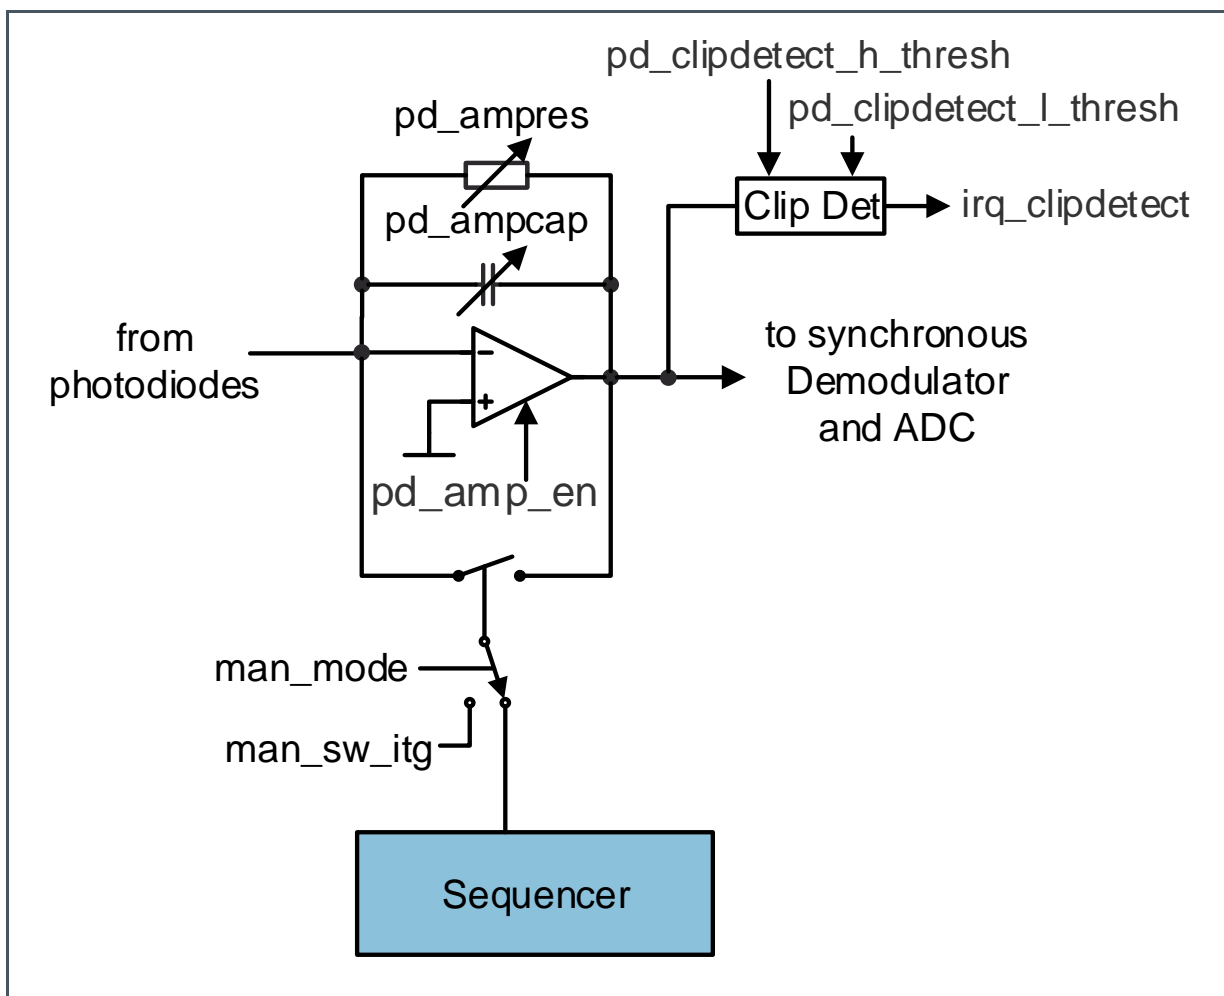 pd_clipdetect_h_thresh
pd_clipdetect_l_thresh
pd_ampres
Clip Det
irq_clipdetect
pd_ampcap
from
photodiodes
to synchronous
Demodulator
and ADC
pd_amp_en
man_mode
man_sw_itg
Sequencer